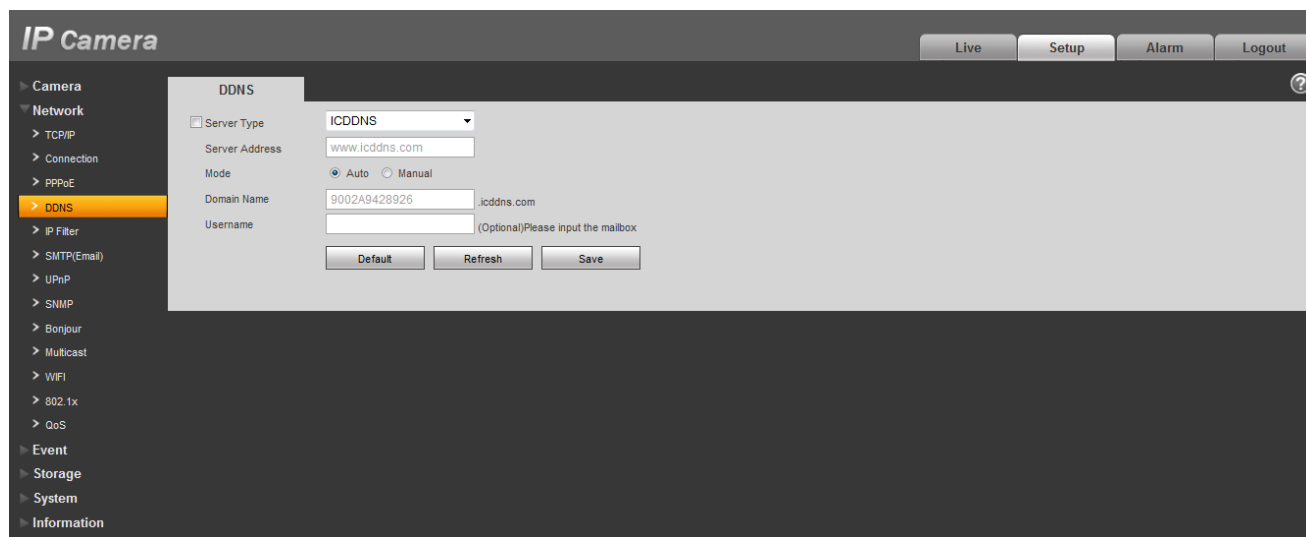 IP Camera
Live Setup Alarm Logout
?
Camera
Network
TCP/IP
Connection
PPPoE
DDNS
IP Filter
SMTP(Email)
UPnP
SNMP
Bonjour
Multicast
WIFI
802.1x
QoS
Event
Storage
System
Information
DDNS
Server Type ICDDNS
Server Address www.icddns.com
Mode Auto Manual
Domain Name 9002A9428926 .icddns.com
Username (Optional)Please input the mailbox
Default Refresh Save